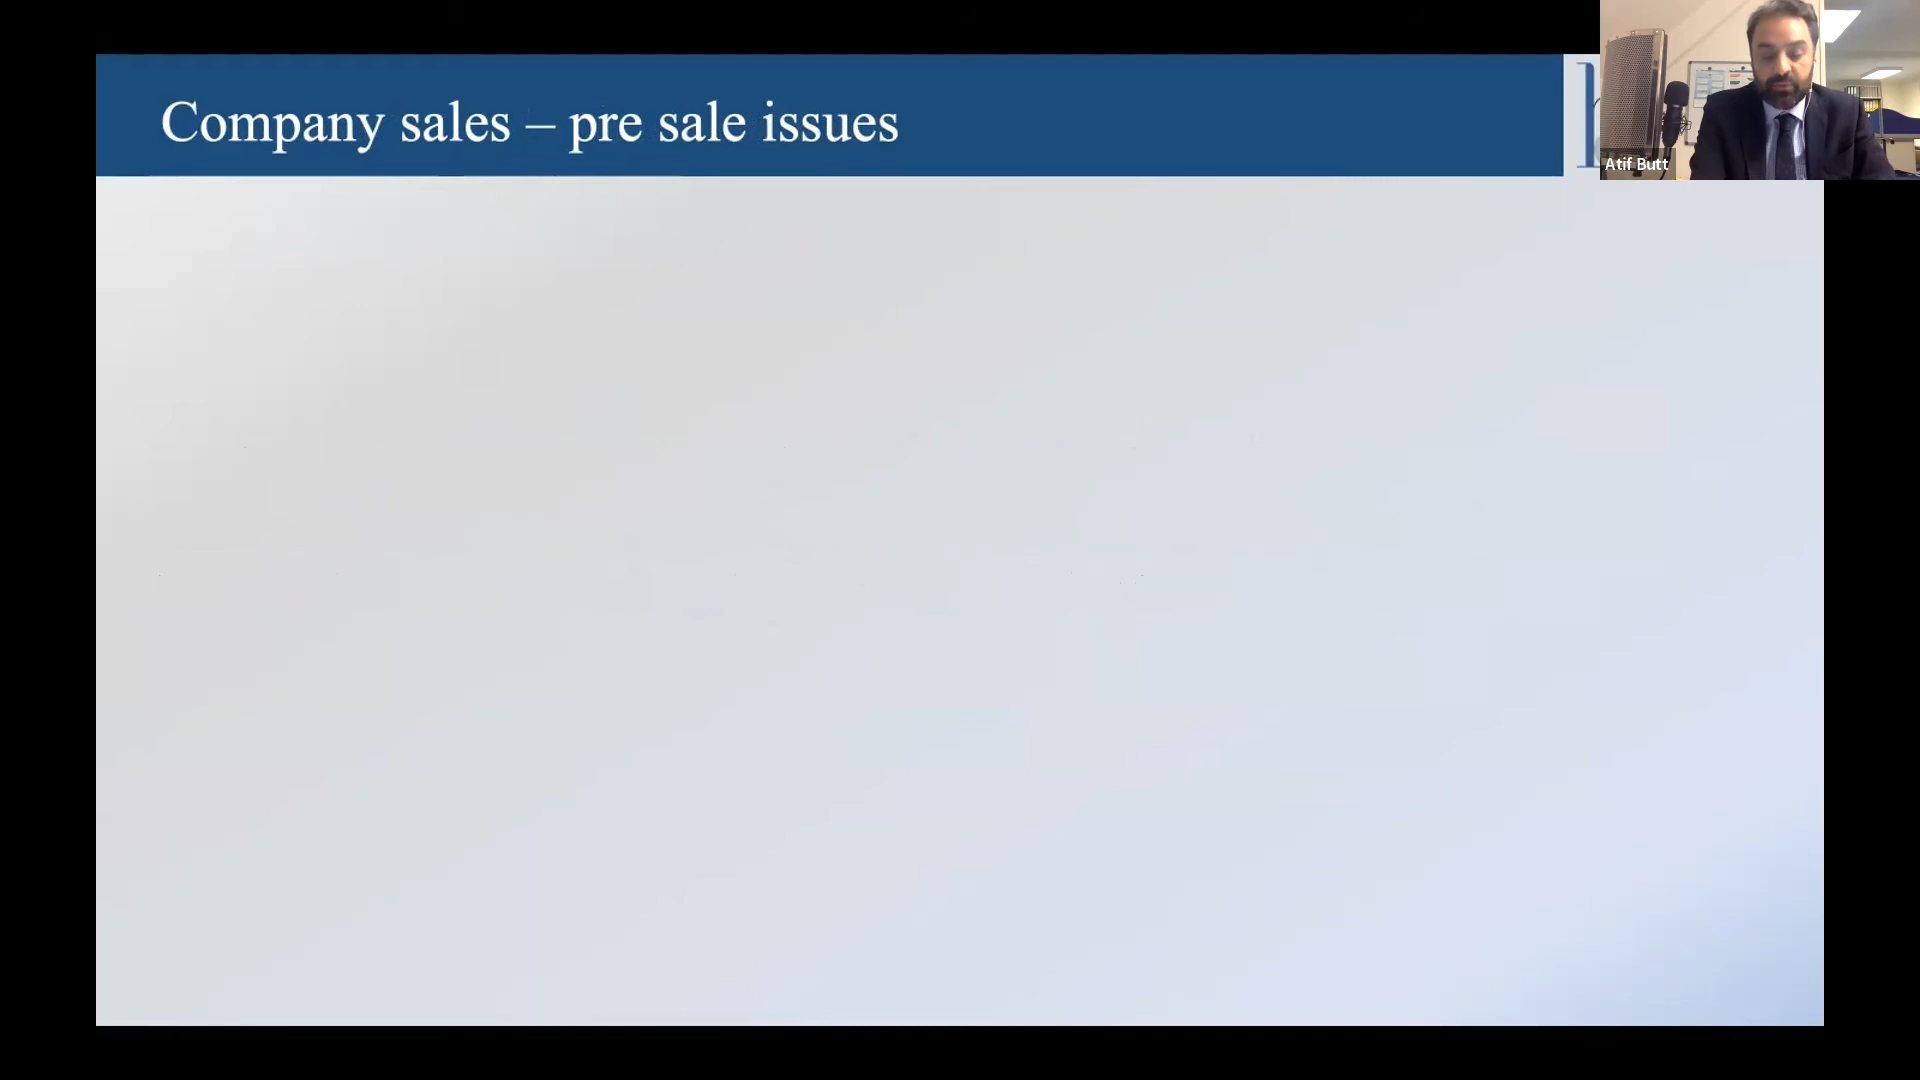 Company sales – pre sale issues
Atif Butt